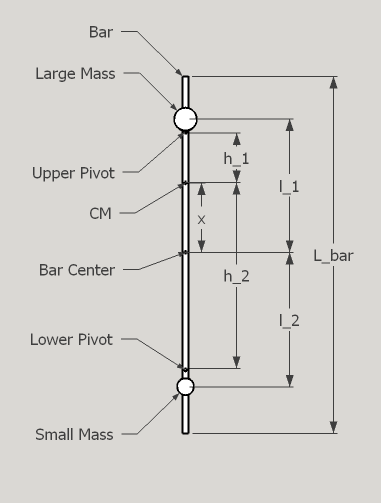 Bar
Large Mass
Upper Pivot
h_1
l_1
CM
x
Bar Center
L_bar
h_2
l_2
Lower Pivot
Small Mass